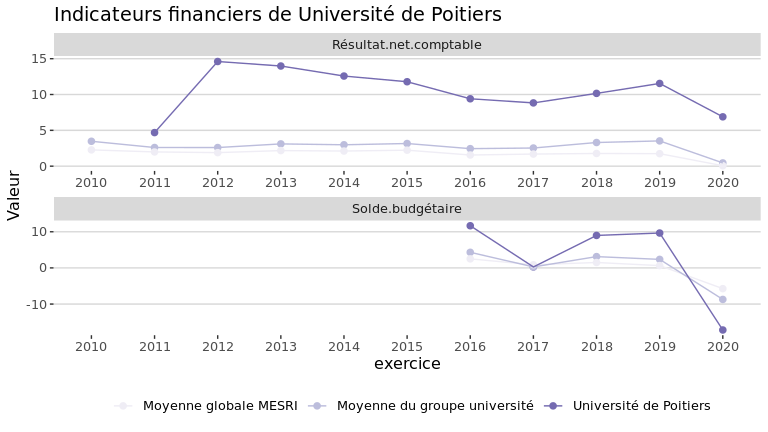 Indicateurs financiers de Université de Poitiers
Résultat.net.comptable
15
10
5
0
2010 2011 2012 2013 2014 2015 2016 2017 2018 2019 2020
Valeur
Solde.budgétaire
10
0
-10
2010 2011 2012 2013 2014 2015 2016 2017 2018 2019 2020
exercice
Moyenne globale MESRI Moyenne du groupe université Université de Poitiers